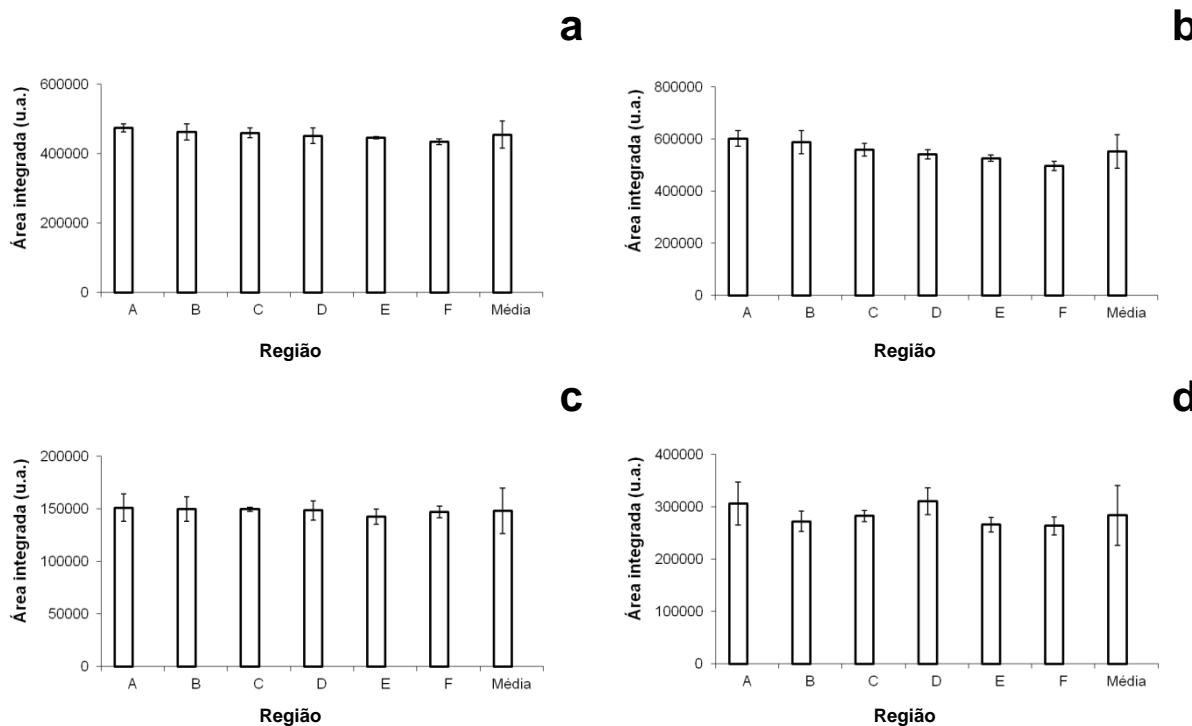 a
Área integrada (u.a.)
600000
400000
200000
0
A B C D E F Média
Região
b
Área integrada (u.a.)
800000
600000
400000
200000
0
A B C D E F Média
Região
c
Área integrada (u.a.)
200000
150000
100000
50000
0
A B C D E F Média
Região
d
Área integrada (u.a.)
400000
300000
200000
100000
0
A B C D E F Média
Região